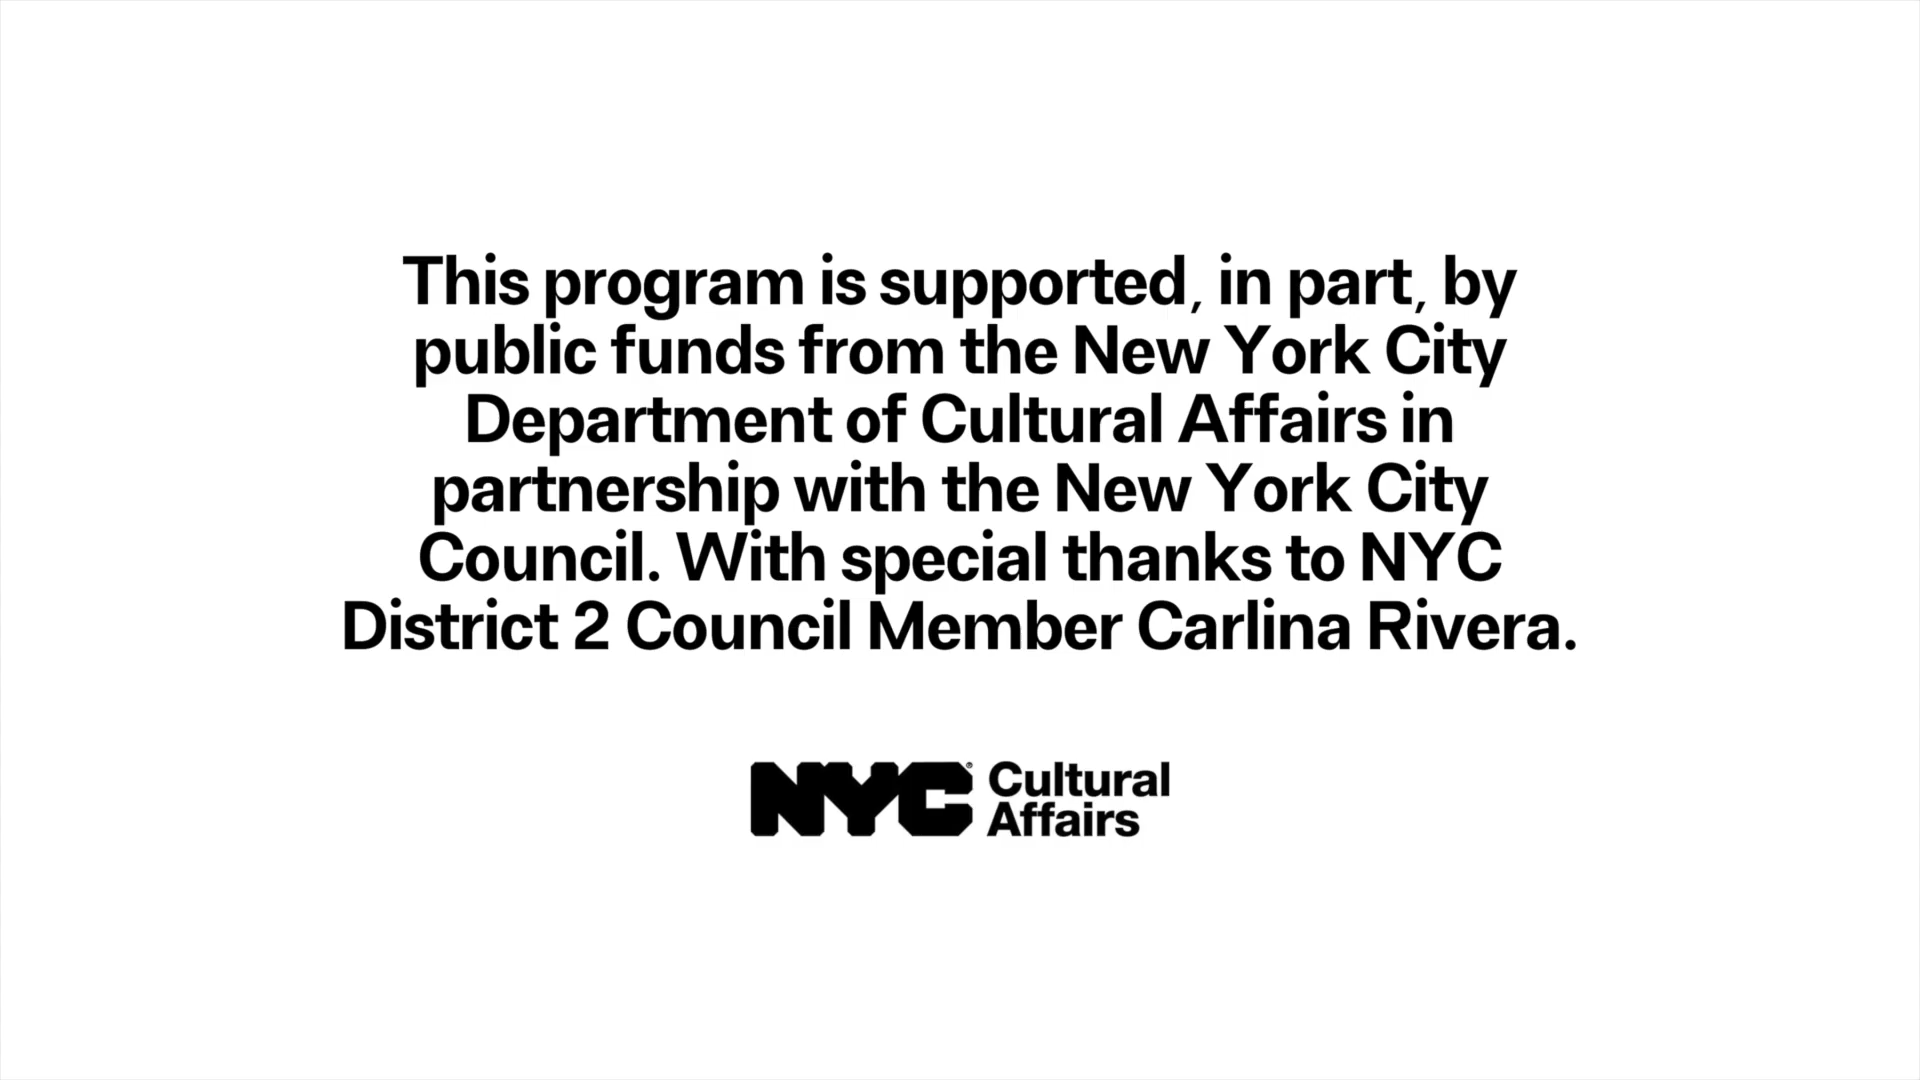 This program is supported, in part, by
public funds from the New York City
Department of Cultural Affairs in
partnership with the New York City
Council. With special thanks to NYC
District 2 Council Member Carlina Rivera.
NYC® Cultural
Affairs